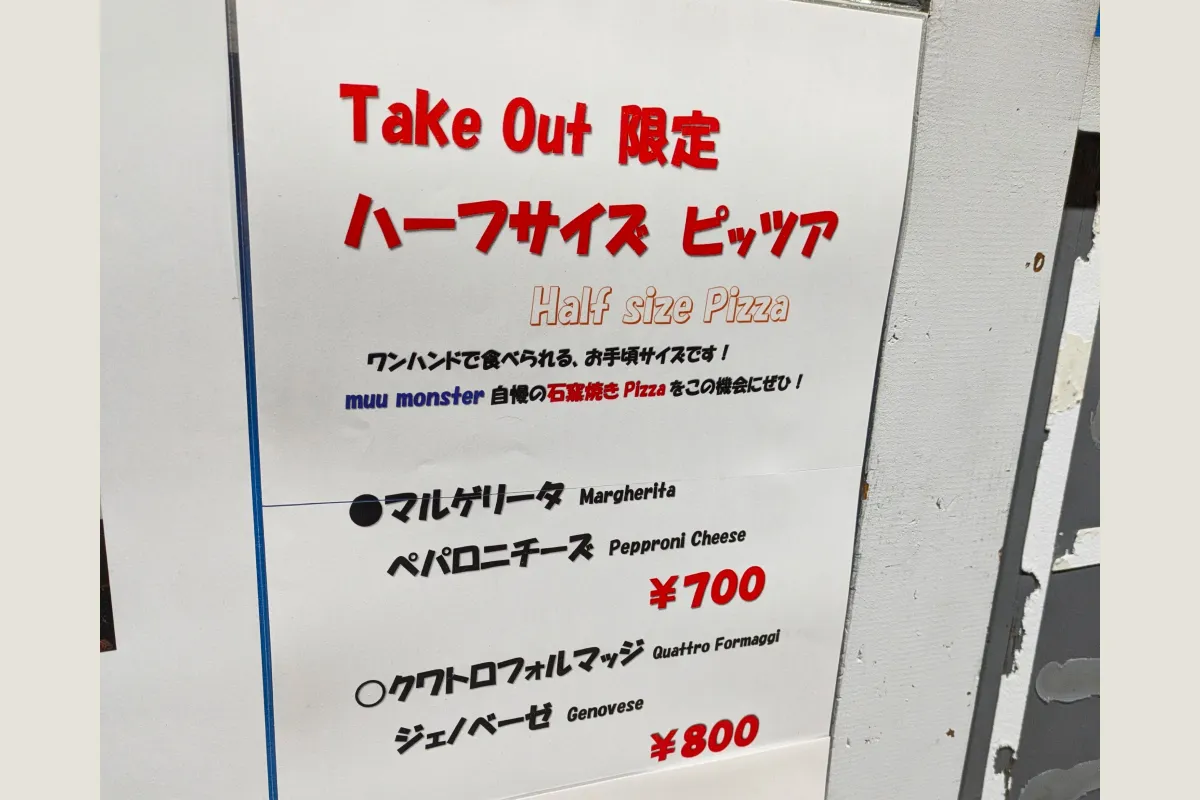 Take Out 限定
ハーフサイズ ピッツア
Half size Pizza
ワンハンドで食べられる、お手頃サイズです！
muu monster 自慢の石窯焼き Pizza をこの機会にぜひ！
●マルゲリータ Margherita
ペパロニチーズ Pepproni Cheese
￥700
○クワトロフォルマッジ Quattro Formaggi
ジェノベーゼ Genovese
￥800